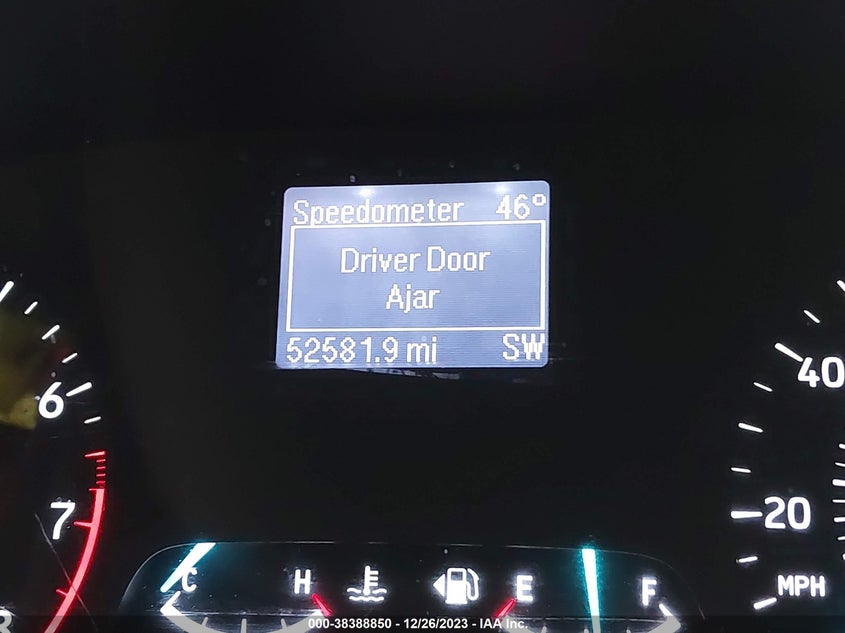 Speedometer 46°
Driver Door
Ajar
52581.9 mi SW
6
7
40
20
MPH
C H E F
000-38388850 - 12/26/2023 - IAA Inc.